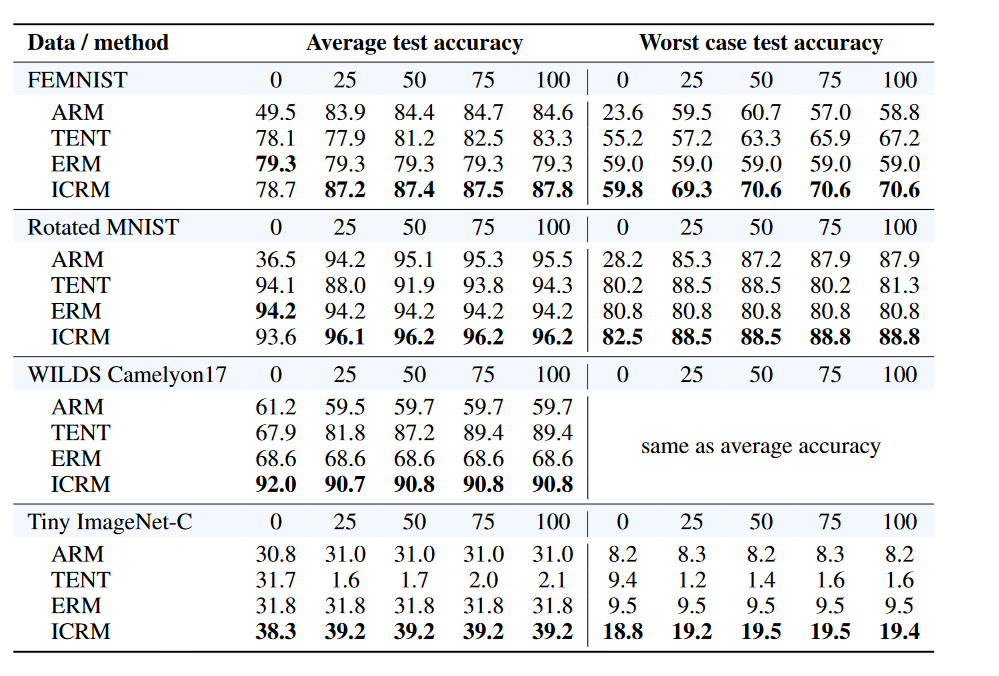 Data / method Average test accuracy Worst case test accuracy
FEMNIST 0 25 50 75 100 0 25 50 75 100
ARM 49.5 83.9 84.4 84.7 84.6 23.6 59.5 60.7 57.0 58.8
TENT 78.1 77.9 81.2 82.5 83.3 55.2 57.2 63.3 65.9 67.2
ERM 79.3 79.3 79.3 79.3 79.3 59.0 59.0 59.0 59.0 59.0
ICRM 78.7 87.2 87.4 87.5 87.8 59.8 69.3 70.6 70.6 70.6
Rotated MNIST 0 25 50 75 100 0 25 50 75 100
ARM 36.5 94.2 95.1 95.3 95.5 28.2 85.3 87.2 87.9 87.9
TENT 94.1 88.0 91.9 93.8 94.3 80.2 88.5 88.5 80.2 81.3
ERM 94.2 94.2 94.2 94.2 94.2 80.8 80.8 80.8 80.8 80.8
ICRM 93.6 96.1 96.2 96.2 96.2 82.5 88.5 88.5 88.8 88.8
WILDS Camelyon17 0 25 50 75 100 0 25 50 75 100
ARM 61.2 59.5 59.7 59.7 59.7
TENT 67.9 81.8 87.2 89.4 89.4
same as average accuracy
ERM 68.6 68.6 68.6 68.6 68.6
ICRM 92.0 90.7 90.8 90.8 90.8
Tiny ImageNet-C 0 25 50 75 100 0 25 50 75 100
ARM 30.8 31.0 31.0 31.0 31.0 8.2 8.3 8.2 8.3 8.2
TENT 31.7 1.6 1.7 2.0 2.1 9.4 1.2 1.4 1.6 1.6
ERM 31.8 31.8 31.8 31.8 31.8 9.5 9.5 9.5 9.5 9.5
ICRM 38.3 39.2 39.2 39.2 39.2 18.8 19.2 19.5 19.5 19.4